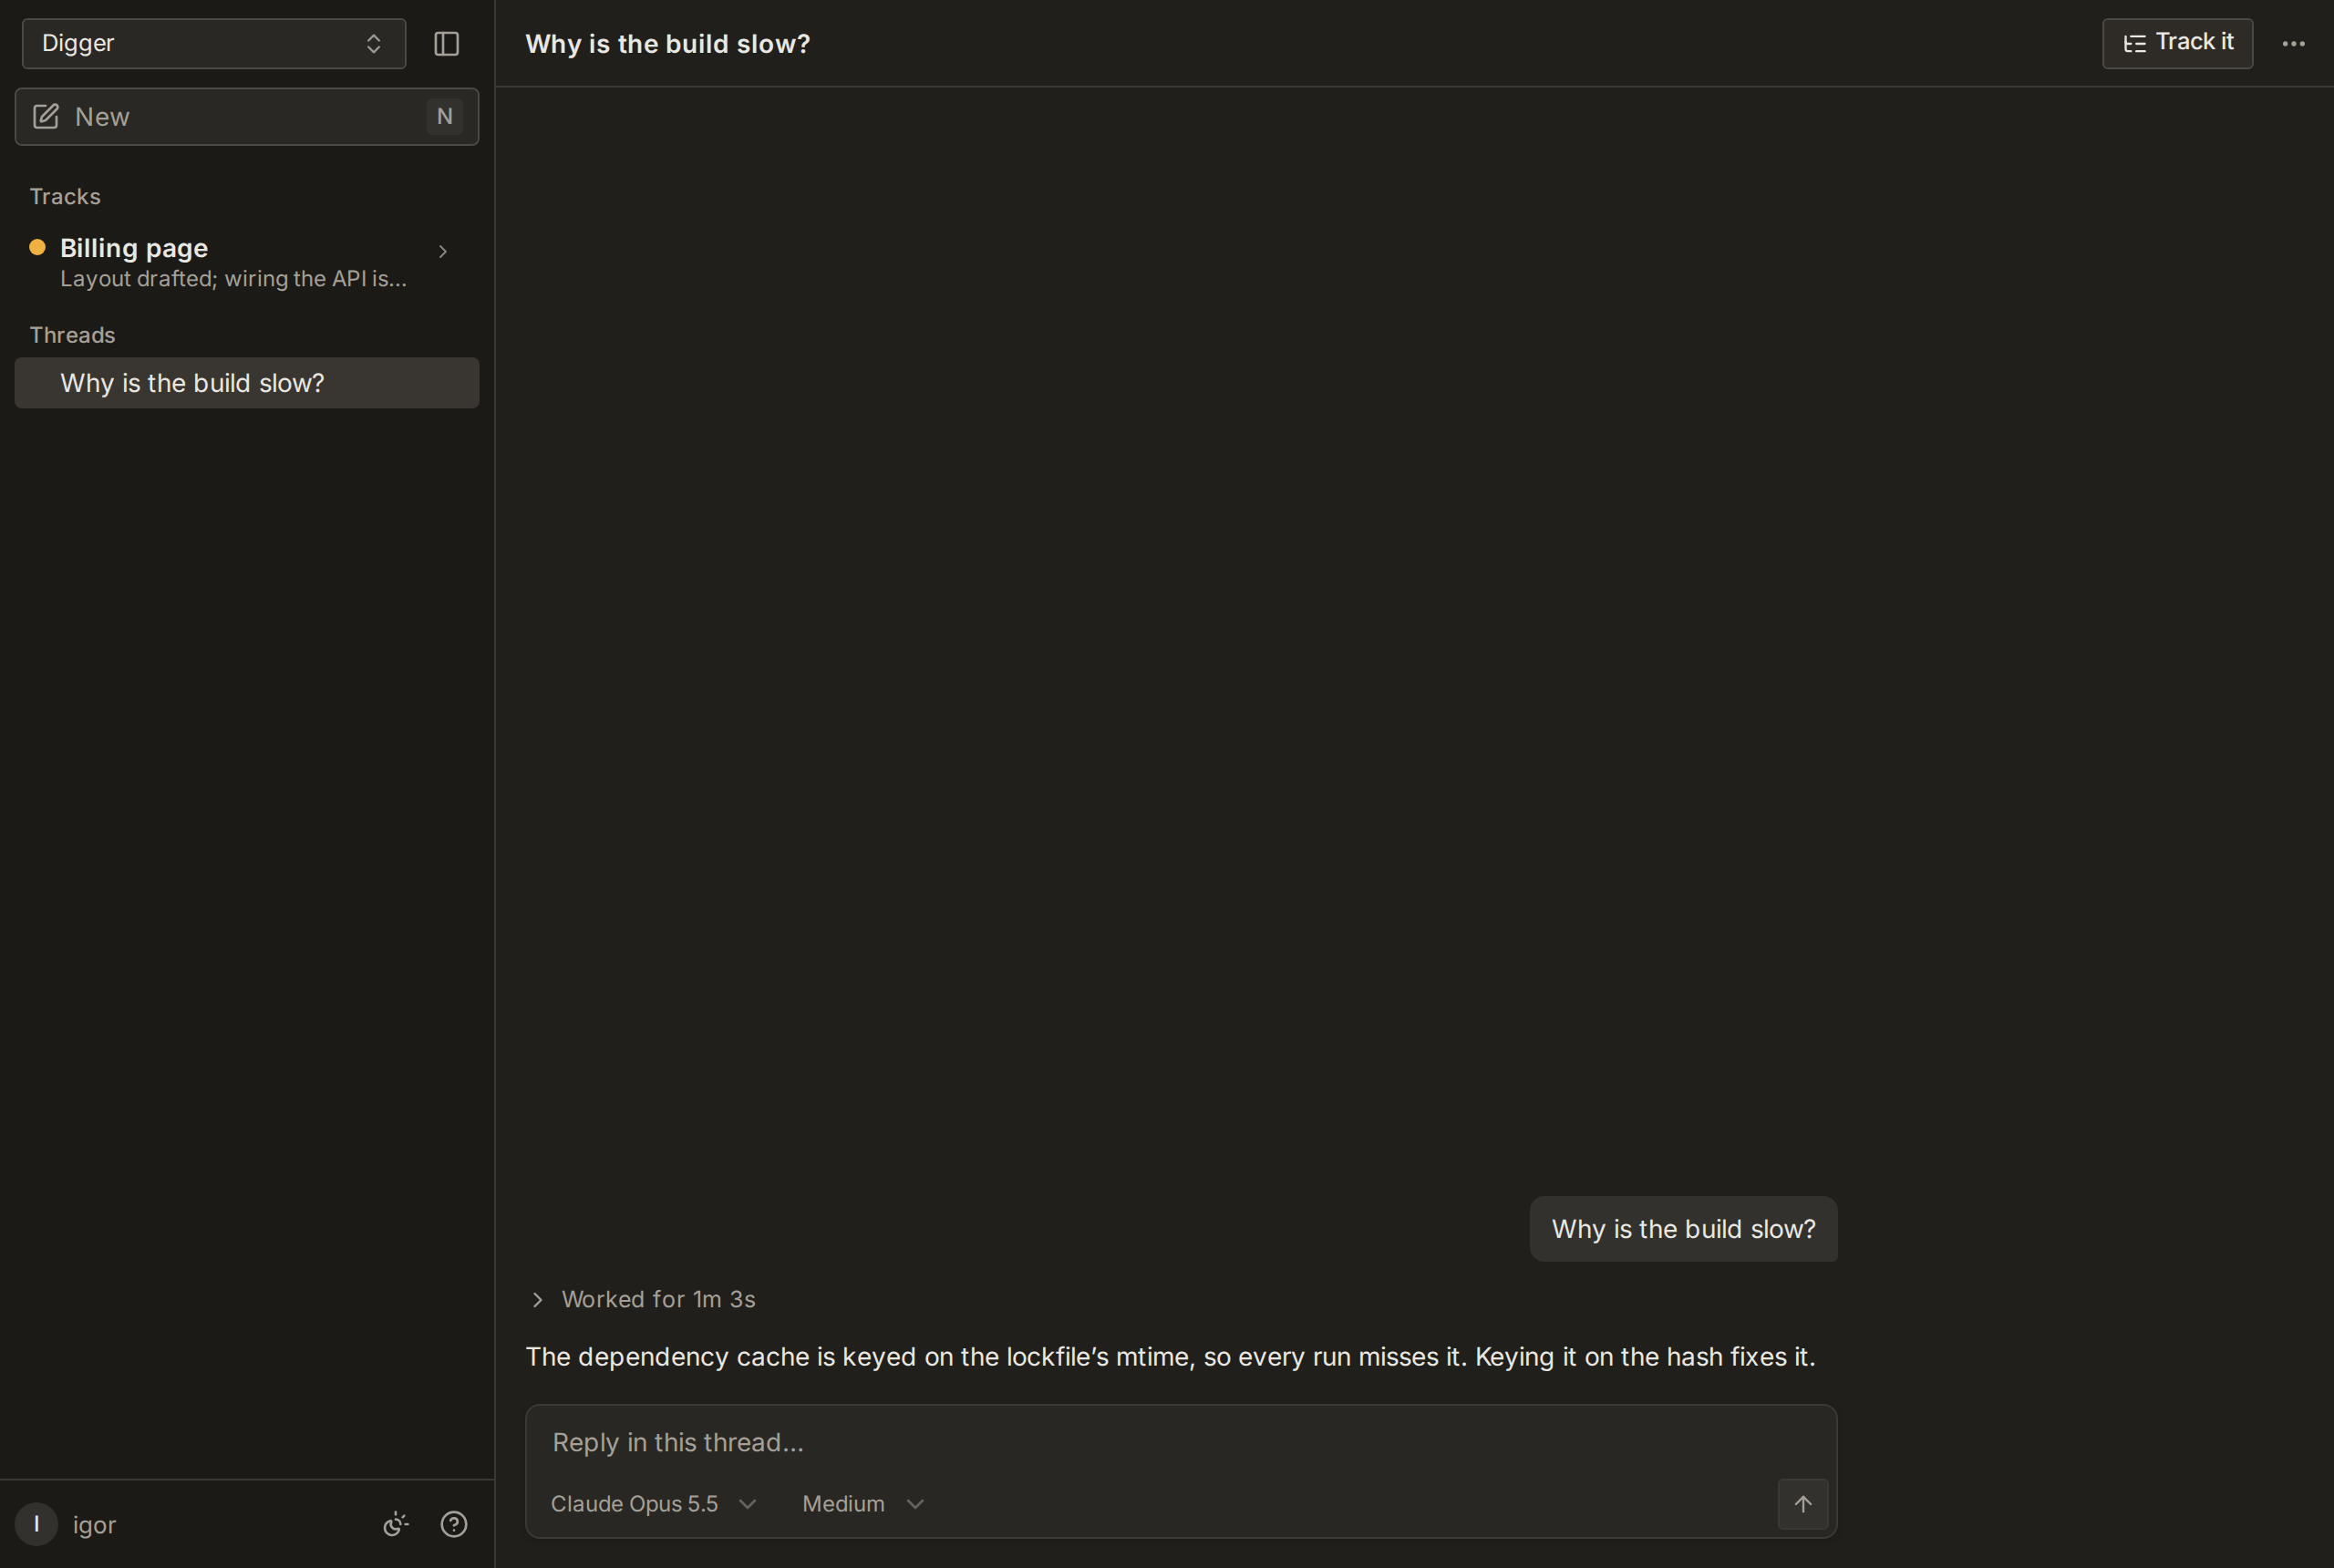 Digger
New
N
Tracks
Billing page
Layout drafted; wiring the API is...
Threads
Why is the build slow?
I
igor
Why is the build slow?
Track it
Why is the build slow?
Worked for 1m 3s
The dependency cache is keyed on the lockfile’s mtime, so every run misses it. Keying it on the hash fixes it.
Reply in this thread...
Claude Opus 5.5
Medium